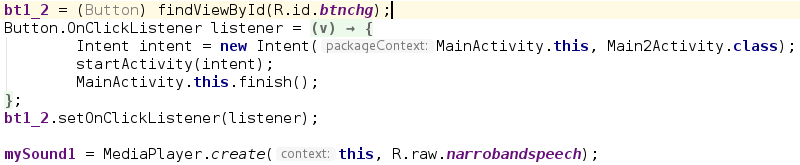 bt1_2 = (Button) findViewById(R.id.btnchg);
Button.OnClickListener listener = (v) → {
        Intent intent = new Intent( packageContext: MainActivity.this, Main2Activity.class);
        startActivity(intent);
        MainActivity.this.finish();
};
bt1_2.setOnClickListener(listener);
mySound1 = MediaPlayer.create( context: this, R.raw.narrobandspeech);